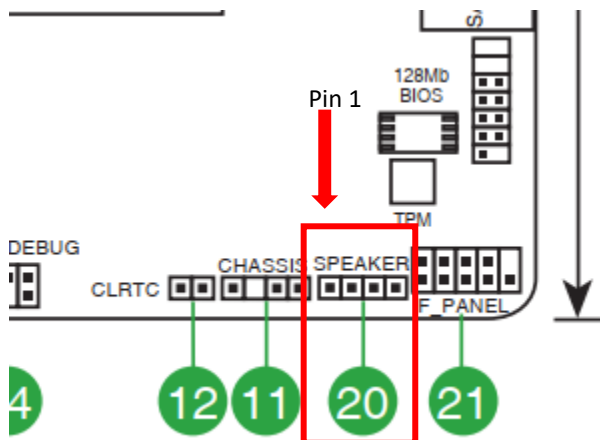 128Mb
BIOS
Pin 1
TPM
DEBUG
CHASSIS
SPEAKER
CLRTC
F_PANEL
4
12
11
20
21